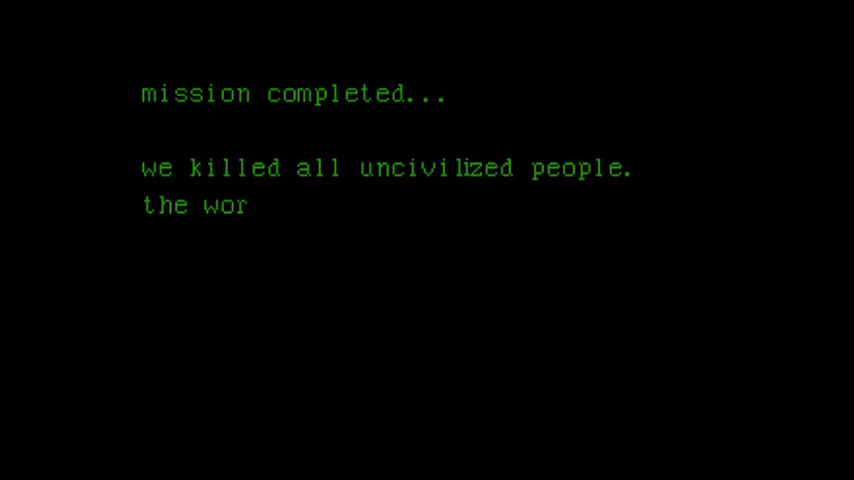 mission completed...
we killed all uncivilized people.
the wor